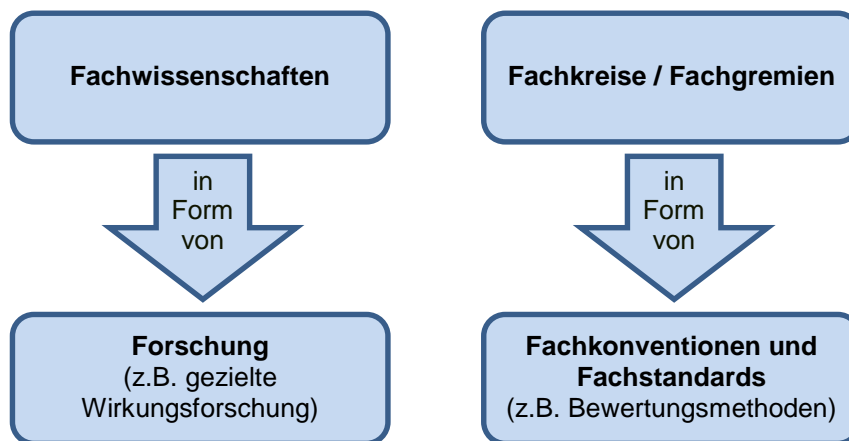 Fachwissenschaften
Fachkreise / Fachgremien
in
Form
von
in
Form
von
Forschung
(z.B. gezielte
Wirkungsforschung)
Fachkonventionen und
Fachstandards
(z.B. Bewertungsmethoden)